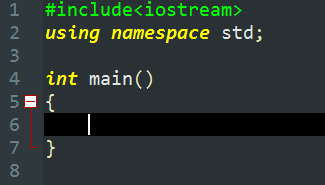 1 #include<iostream>
2 using namespace std;
3
4 int main()
5 {
6
7 }
8